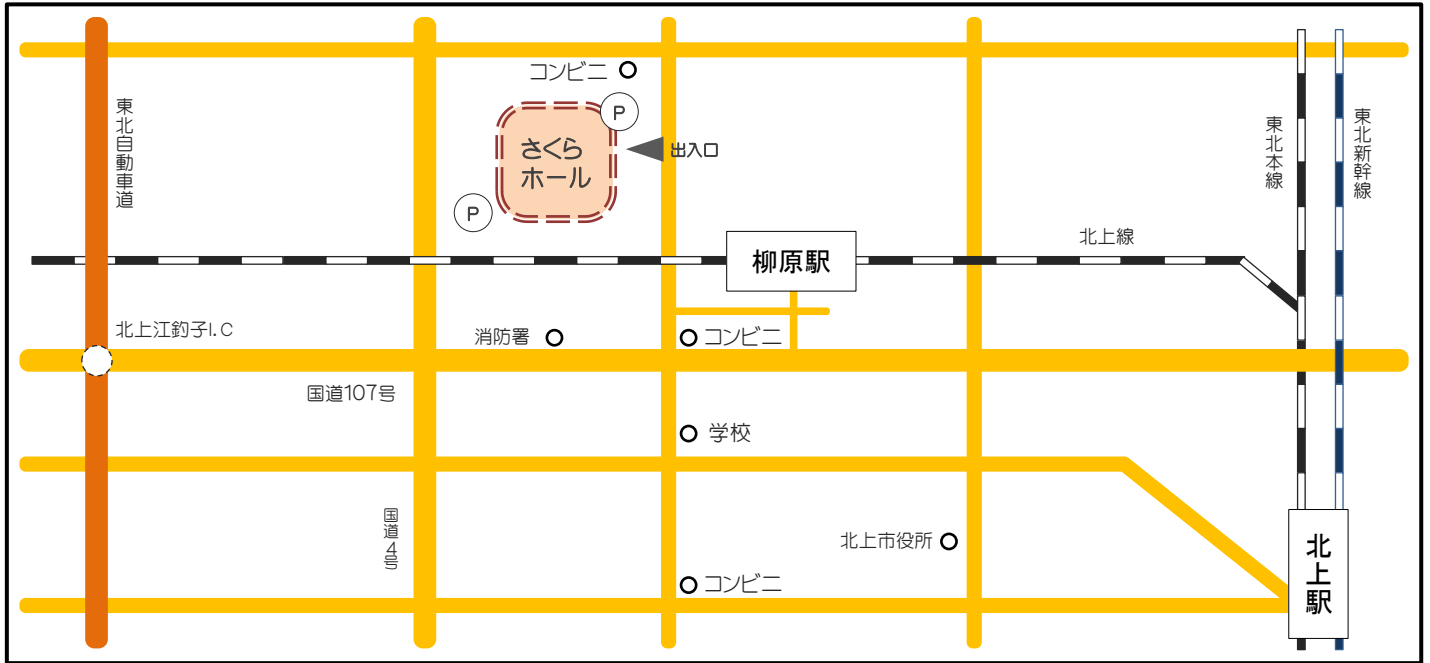 コンビニ
P
東北自動車道
さくら
ホール
出入口
東北本線
東北新幹線
P
北上線
柳原駅
北上江釣子I.C
消防署
コンビニ
国道107号
学校
国道4号
北上市役所
北上駅
コンビニ